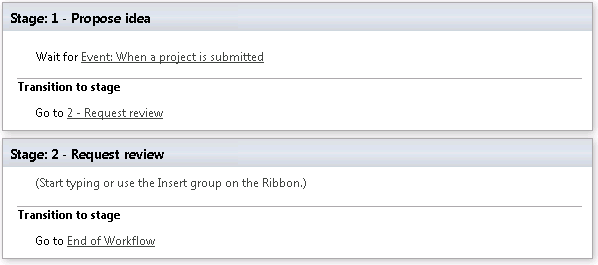 Stage: 1 - Propose idea
Wait for Event: When a project is submitted
Transition to stage
Go to 2 - Request review
Stage: 2 - Request review
(Start typing or use the Insert group on the Ribbon.)
Transition to stage
Go to End of Workflow